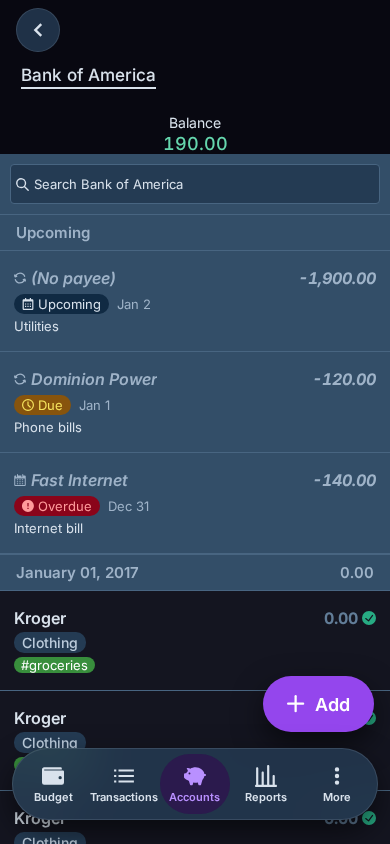 Bank of America
Balance
190.00
Search Bank of America
Upcoming
(No payee) -1,900.00
Upcoming Jan 2
Utilities
Dominion Power -120.00
Due Jan 1
Phone bills
Fast Internet -140.00
Overdue Dec 31
Internet bill
January 01, 2017 0.00
Kroger 0.00
Clothing
#groceries
Kroger
Add
Clothing
Budget Transactions Accounts Reports More
Kroger 0.00
Clothing